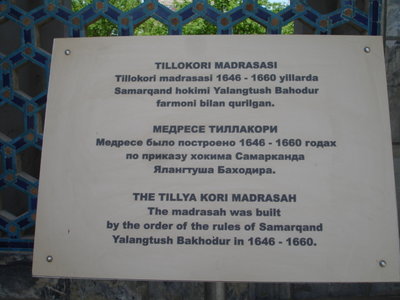 TILLOKORI MADRASASI
Tillokori madrasasi 1646 - 1660 yillarda
Samarqand hokimi Yalangtush Bahodur
farmoni bilan qurilgan.
МЕДРЕСЕ ТИЛЛАКОРИ
Медресе было построено 1646 - 1660 годах
по приказу хокима Самарканда
Ялангтуша Баходира.
THE TILLYA KORI MADRASAH
The madrasah was built
by the order of the rules of Samarqand
Yalangtush Bakhodur in 1646 - 1660.